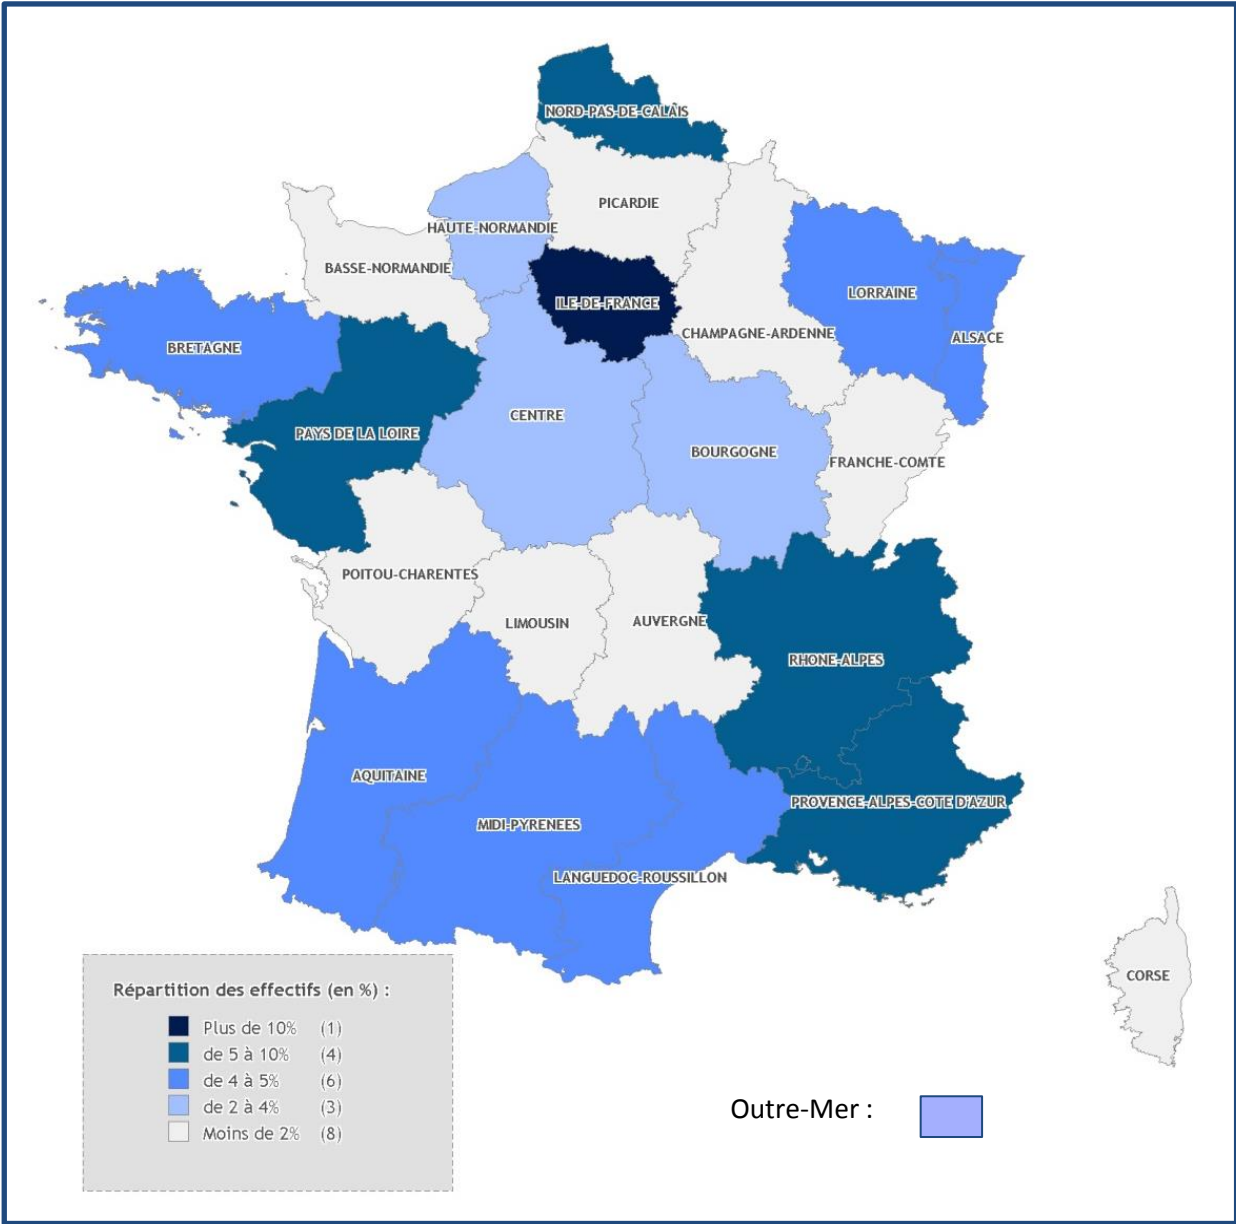 NORD-PAS-DE-CALAIS
PICARDIE
HAUTE-NORMANDIE
BASSE-NORMANDIE
ILE-DE-FRANCE
LORRAINE
CHAMPAGNE-ARDENNE
ALSACE
BRETAGNE
CENTRE
PAYS DE LA LOIRE
BOURGOGNE
FRANCHE-COMTE
POITOU-CHARENTES
LIMOUSIN
AUVERGNE
RHONE-ALPES
AQUITAINE
PROVENCE-ALPES-COTE D'AZUR
MIDI-PYRENEES
LANGUEDOC-ROUSSILLON
CORSE
Répartition des effectifs (en %) :
Plus de 10% (1)
de 5 à 10% (4)
de 4 à 5% (6)
de 2 à 4% (3)
Moins de 2% (8)
Outre-Mer :